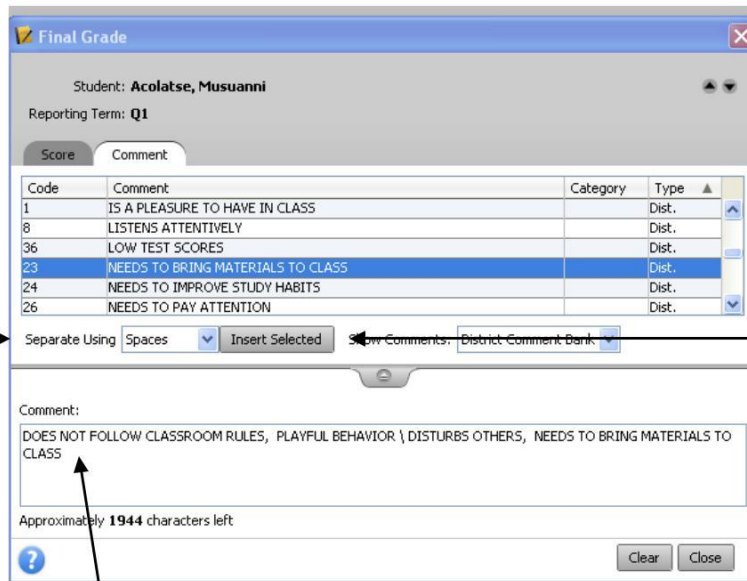 Final Grade
Student: Acolatse, Musuanni
Reporting Term: Q1
Score Comment
Code Comment Category Type
1 IS A PLEASURE TO HAVE IN CLASS Dist.
8 LISTENS ATTENTIVELY Dist.
36 LOW TEST SCORES Dist.
23 NEEDS TO BRING MATERIALS TO CLASS Dist.
24 NEEDS TO IMPROVE STUDY HABITS Dist.
26 NEEDS TO PAY ATTENTION Dist.
Separate Using Spaces Insert Selected Show Comments: District Comment Bank
Comment:
DOES NOT FOLLOW CLASSROOM RULES, PLAYFUL BEHAVIOR \ DISTURBS OTHERS, NEEDS TO BRING MATERIALS TO
CLASS
Approximately 1944 characters left
? Clear Close